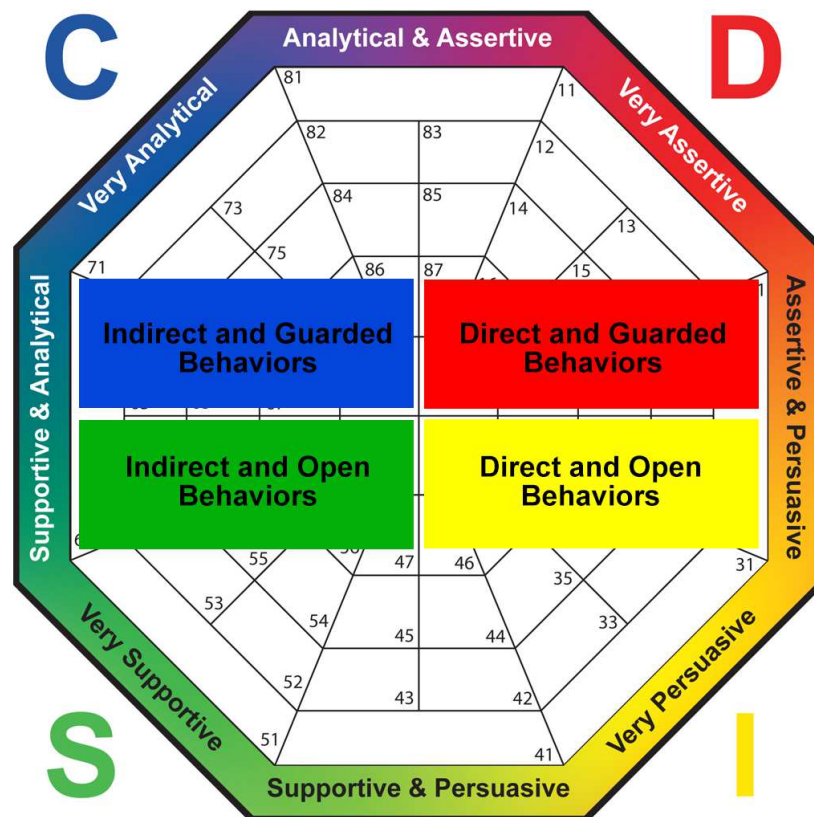 C
Analytical & Assertive
D
Very Analytical
Very Assertive
81
11
82
83
12
84
85
14
73
13
75
15
86
87
71
Supportive & Analytical
Assertive & Persuasive
Indirect and Guarded
Behaviors
Direct and Guarded
Behaviors
Indirect and Open
Behaviors
Direct and Open
Behaviors
55
47
46
35
31
53
54
45
44
33
52
43
42
51
41
Very Supportive
Very Persuasive
S
Supportive & Persuasive
I